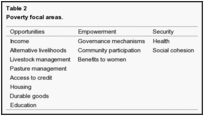 Table 2
Poverty focal areas.
Opportunities Empowerment Security
Income Governance mechanisms Health
Alternative livelihoods Community participation Social cohesion
Livestock management Benefits to women
Pasture management
Access to credit
Housing
Durable goods
Education